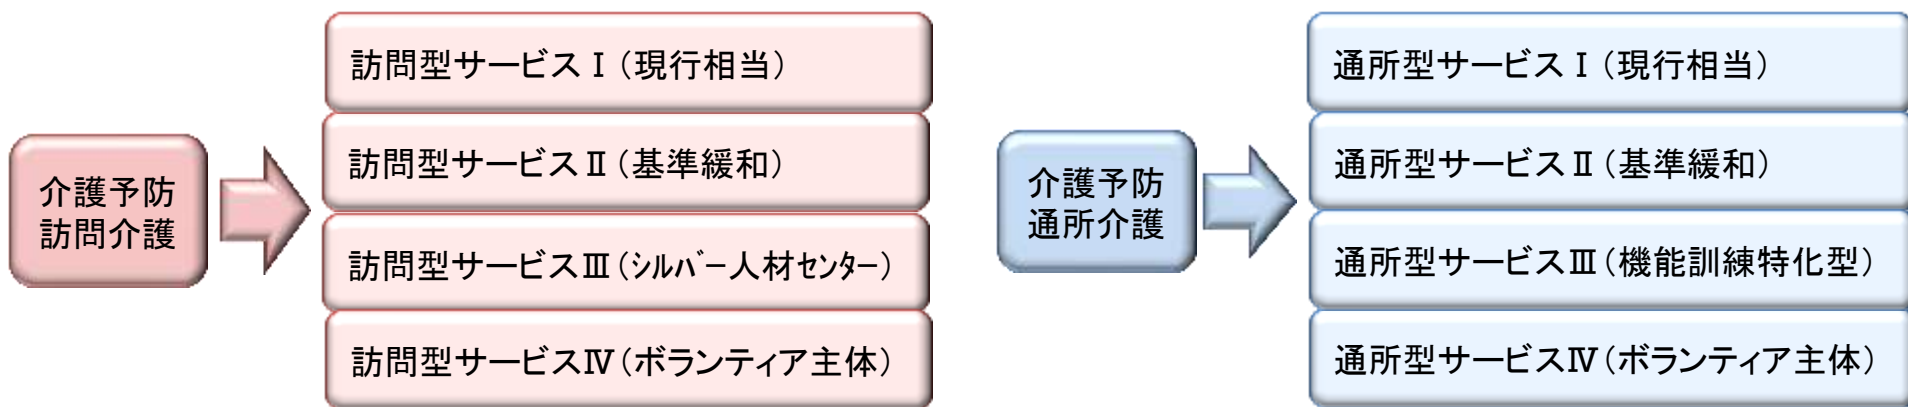 介護予防
訪問介護
訪問型サービスⅠ（現行相当）
訪問型サービスⅡ（基準緩和）
訪問型サービスⅢ（ｼﾙﾊﾞｰ人材ｾﾝﾀｰ）
訪問型サービスⅣ（ボランティア主体）
介護予防
通所介護
通所型サービスⅠ（現行相当）
通所型サービスⅡ（基準緩和）
通所型サービスⅢ（機能訓練特化型）
通所型サービスⅣ（ボランティア主体）